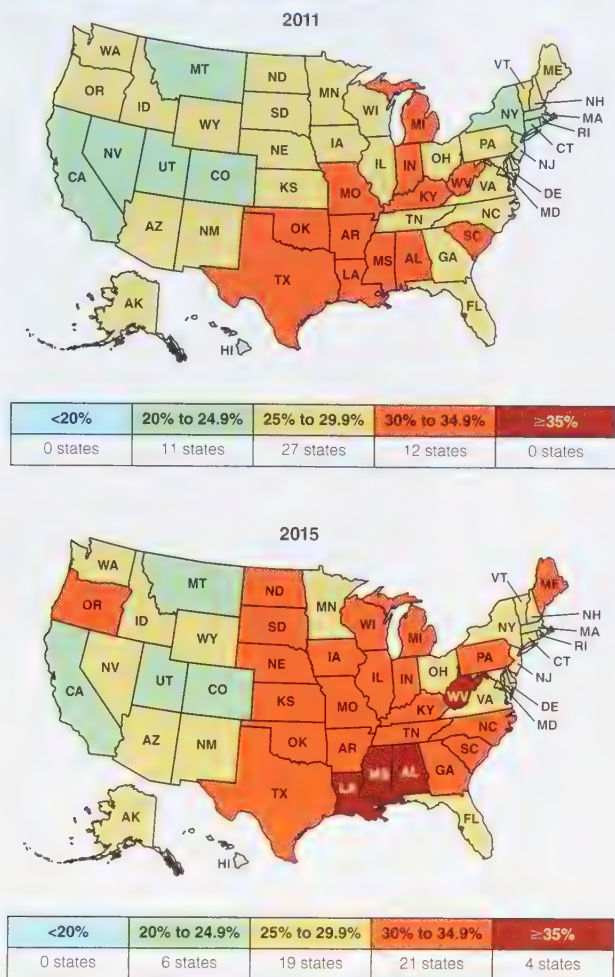 2011
WA
MT
ND
MN
VT
ME
OR
ID
SD
WI
NY
NH
MA
WY
MI
RI
CT
NE
IA
PA
NJ
NV
UT
CO
IL
IN
OH
CA
KS
MO
WV
VA
DE
MD
KY
AZ
NM
OK
AR
TN
NC
SC
MS
AL
GA
TX
LA
AK
FL
HI
<20% 20% to 24.9% 25% to 29.9% 30% to 34.9% ≥35%
0 states 11 states 27 states 12 states 0 states
2015
WA
MT
ND
MN
VT
ME
OR
ID
SD
WI
NY
NH
MA
WY
MI
RI
CT
NE
IA
PA
NJ
NV
UT
CO
IL
IN
OH
CA
KS
MO
WV
VA
DE
MD
KY
AZ
NM
OK
AR
TN
NC
SC
MS
AL
GA
TX
LA
AK
FL
HI
<20% 20% to 24.9% 25% to 29.9% 30% to 34.9% ≥35%
0 states 6 states 19 states 21 states 4 states